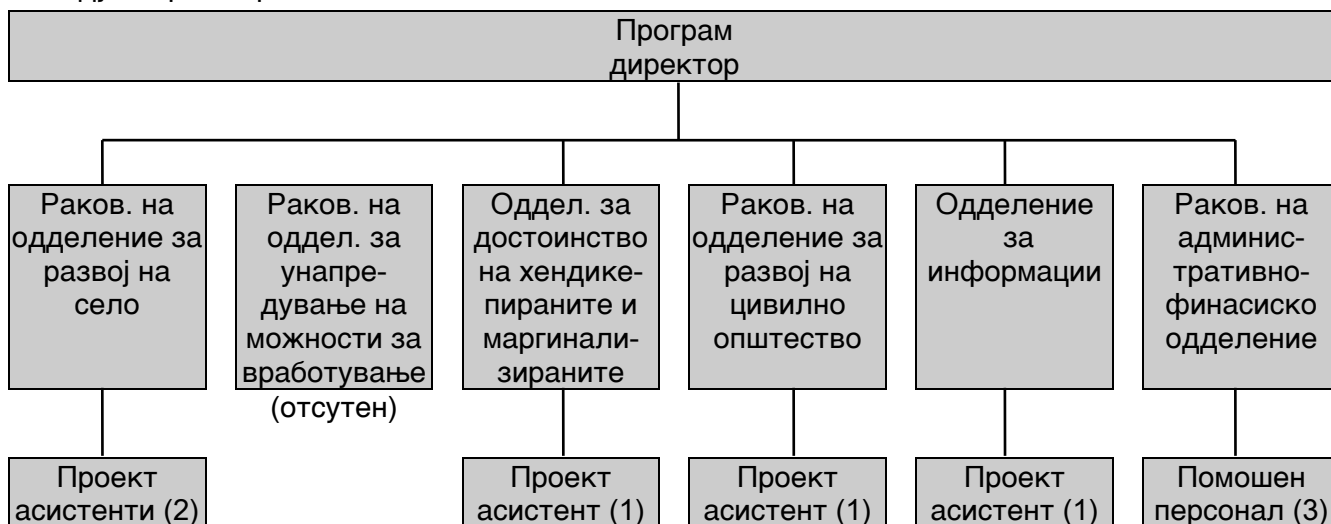 Програм
директор
Раков. на
одделение за
развој на
село
Раков. на
оддел. за
унапре-
дување на
можности за
вработување
(отсутен)
Оддел. за
достоинство
на хендике-
пираните и
маргинали-
зираните
Раков. на
одделение за
развој на
цивилно
општество
Одделение
за
информации
Раков. на
админис-
тративно-
финасиско
одделение
Проект
асистенти (2)
Проект
асистент (1)
Проект
асистент (1)
Проект
асистент (1)
Помошен
персонал (3)